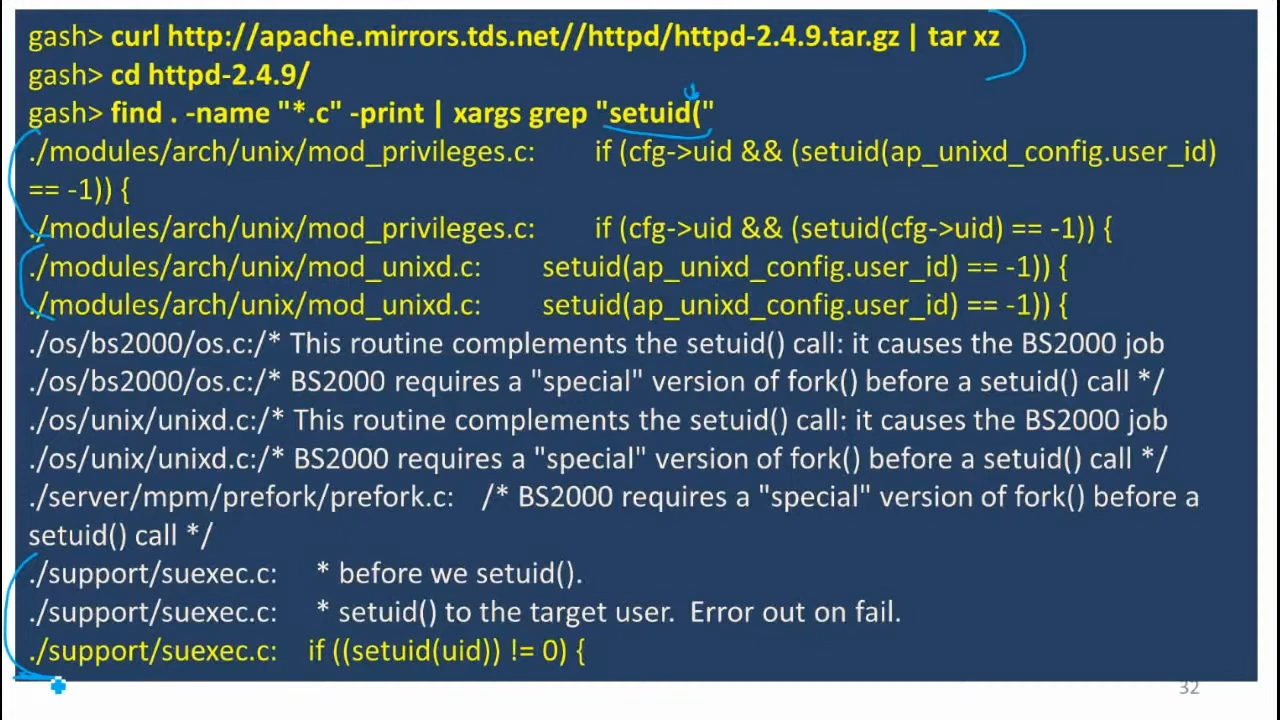 gash> curl http://apache.mirrors.tds.net//httpd/httpd-2.4.9.tar.gz | tar xz
gash> cd httpd-2.4.9/
gash> find . -name "*.c" -print | xargs grep "setuid("
./modules/arch/unix/mod_privileges.c: if (cfg->uid && (setuid(ap_unixd_config.user_id)
== -1)) {
./modules/arch/unix/mod_privileges.c: if (cfg->uid && (setuid(cfg->uid) == -1)) {
./modules/arch/unix/mod_unixd.c: setuid(ap_unixd_config.user_id) == -1)) {
./modules/arch/unix/mod_unixd.c: setuid(ap_unixd_config.user_id) == -1)) {
./os/bs2000/os.c:/* This routine complements the setuid() call: it causes the BS2000 job
./os/bs2000/os.c:/* BS2000 requires a "special" version of fork() before a setuid() call */
./os/unix/unixd.c:/* This routine complements the setuid() call: it causes the BS2000 job
./os/unix/unixd.c:/* BS2000 requires a "special" version of fork() before a setuid() call */
./server/mpm/prefork/prefork.c: /* BS2000 requires a "special" version of fork() before a
setuid() call */
./support/suexec.c: * before we setuid().
./support/suexec.c: * setuid() to the target user. Error out on fail.
./support/suexec.c: if ((setuid(uid)) != 0) {
32